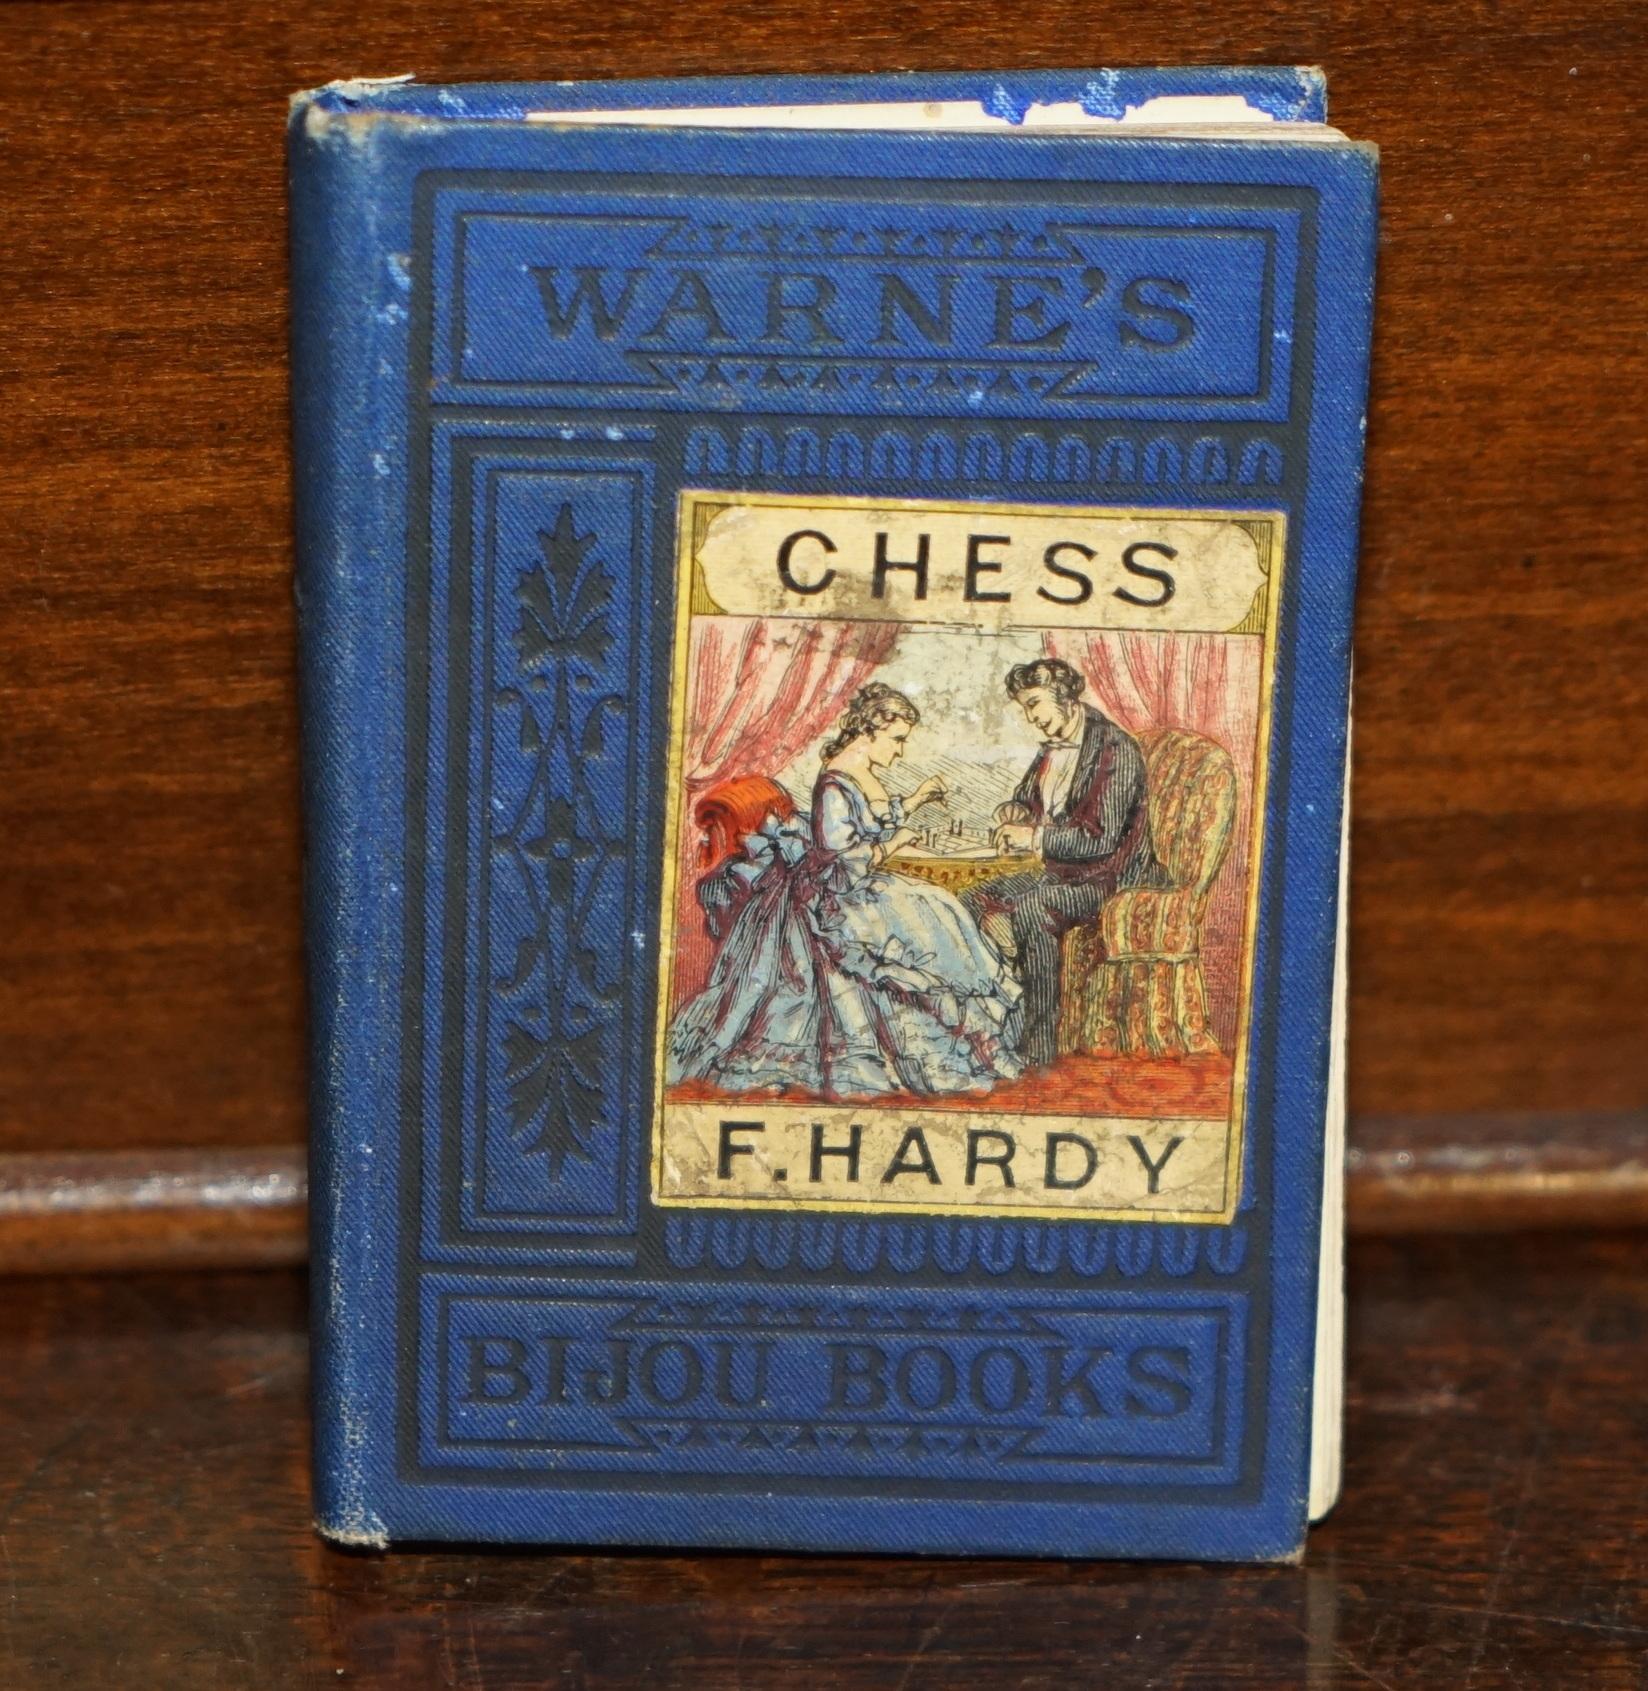 WARNE'S
CHESS
F. HARDY
BIJOU BOOKS